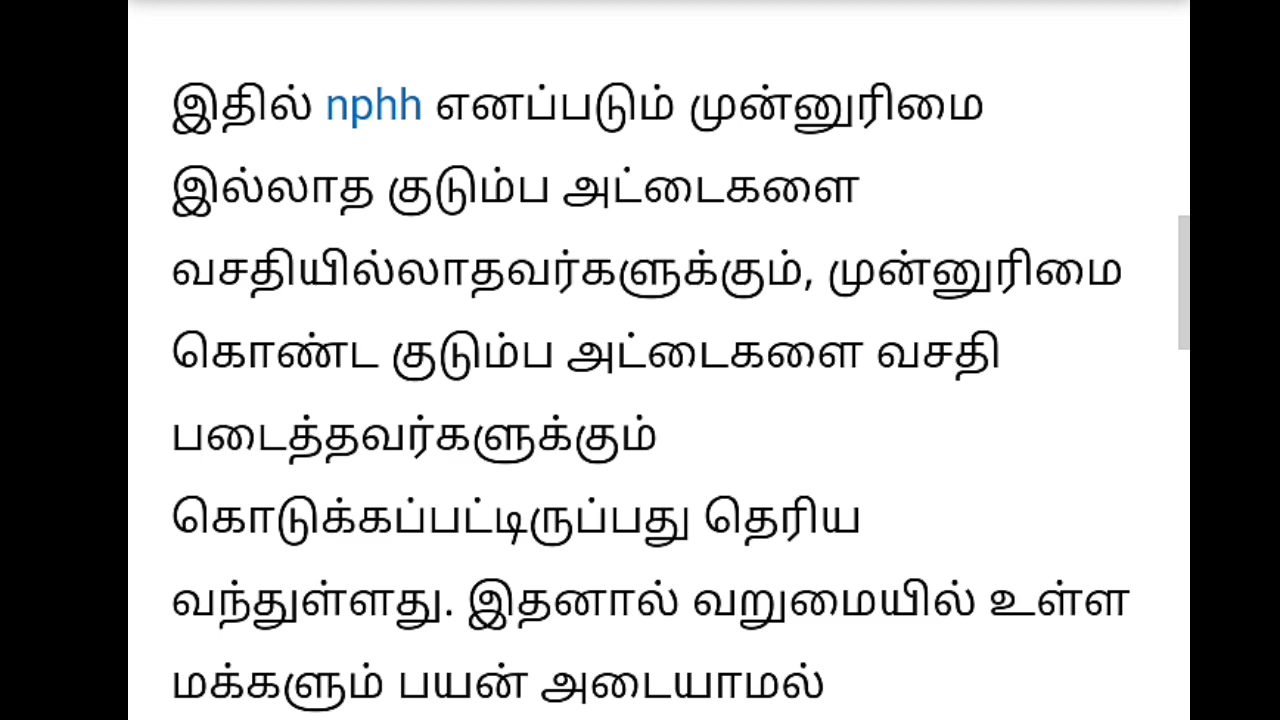 இதில் nphh எனப்படும் முன்னுரிமை
இல்லாத குடும்ப அட்டைகளை
வசதியில்லாதவர்களுக்கும், முன்னுரிமை
கொண்ட குடும்ப அட்டைகளை வசதி
படைத்தவர்களுக்கும்
கொடுக்கப்பட்டிருப்பது தெரிய
வந்துள்ளது. இதனால் வறுமையில் உள்ள
மக்களும் பயன் அடையாமல்